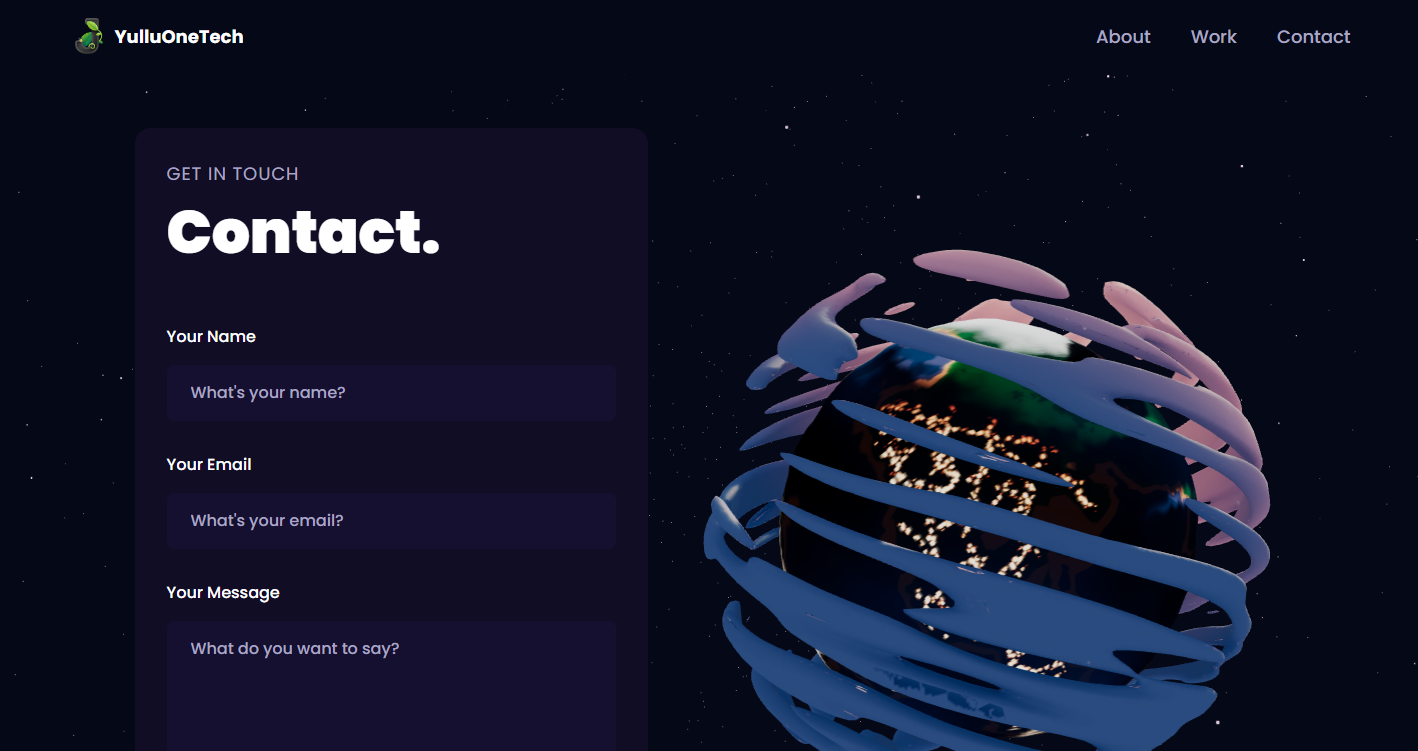 YulluOneTech
About Work Contact
GET IN TOUCH
Contact.
Your Name
What's your name?
Your Email
What's your email?
Your Message
What do you want to say?